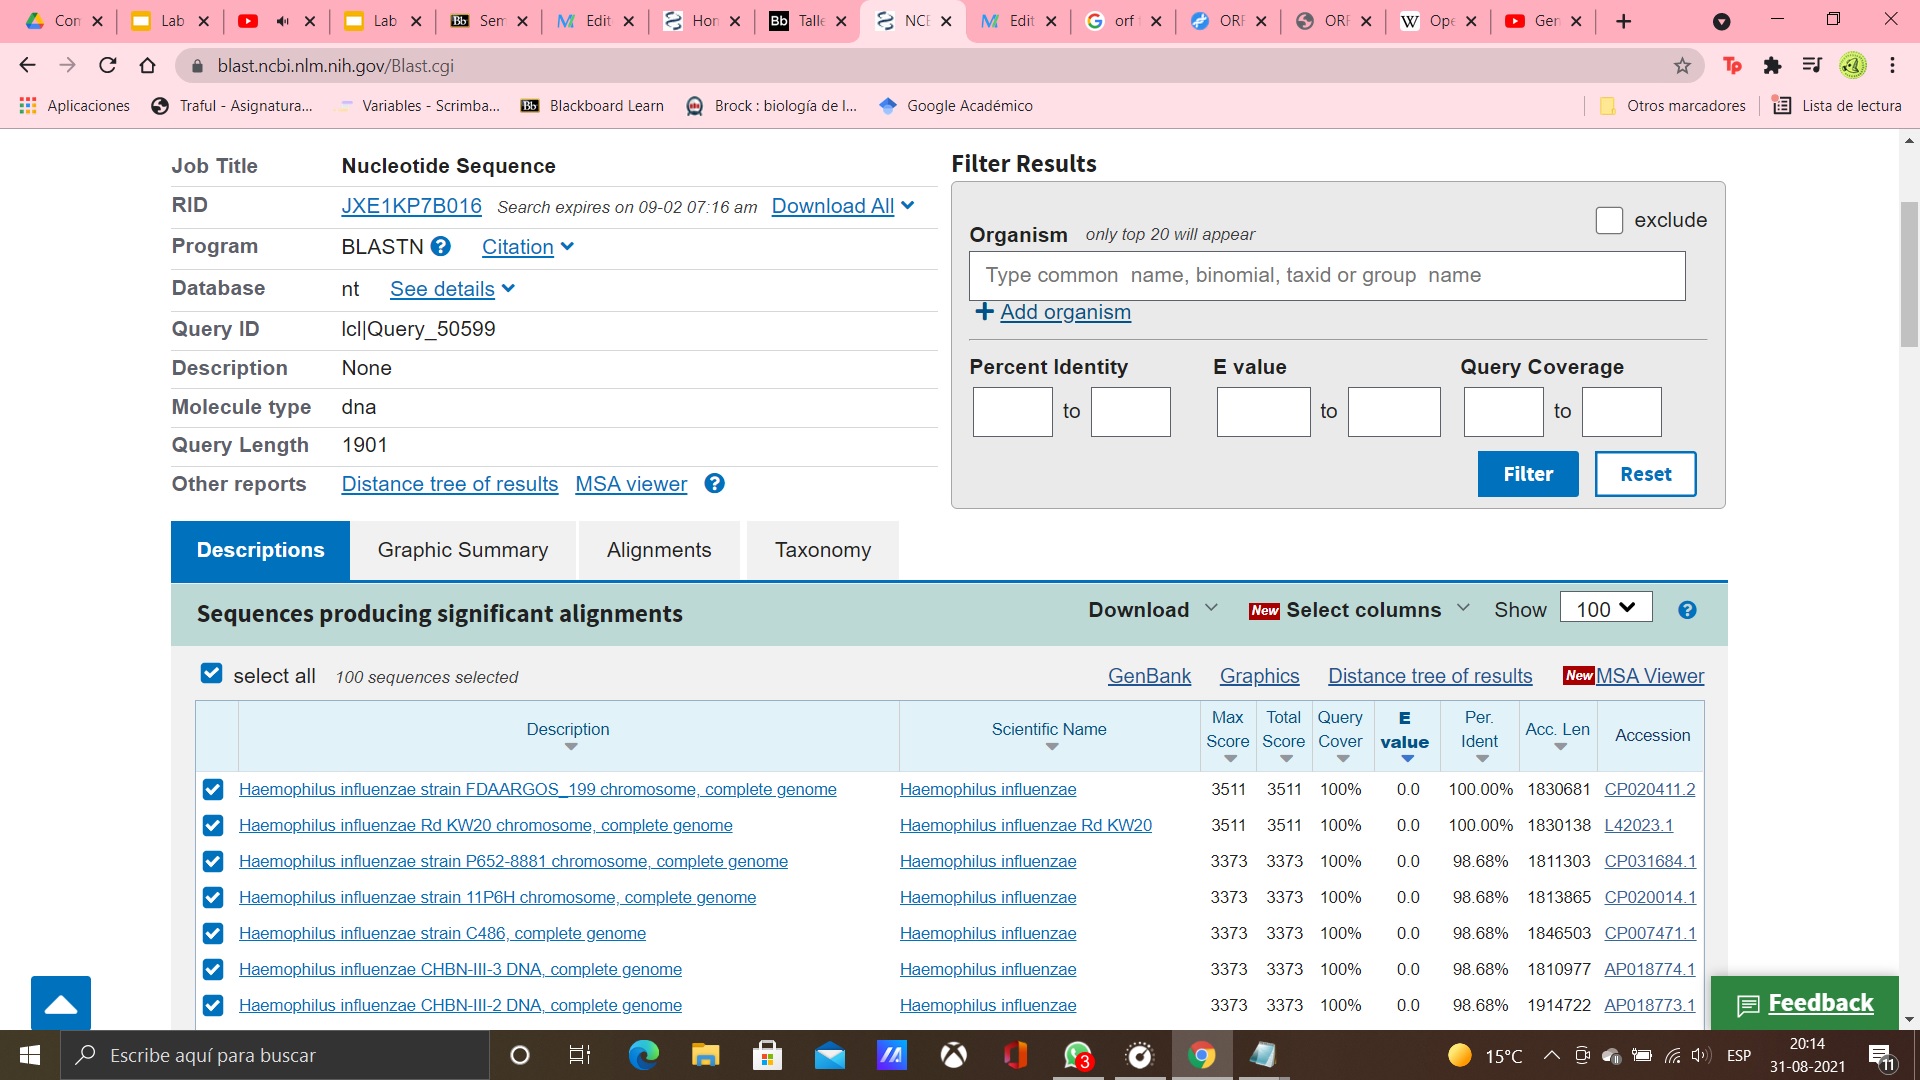 Con
Lab
Lab
Sem
Edit
Hom
Talle
NCB
Edit
orf f
ORF
ORF
Ope
Gen
blast.ncbi.nlm.nih.gov/Blast.cgi
Aplicaciones
Traful - Asignatura...
Variables - Scrimba...
Blackboard Learn
Brock : biología de l...
Google Académico
Otros marcadores
Lista de lectura
Job Title Nucleotide Sequence
RID JXE1KP7B016 Search expires on 09-02 07:16 am Download All
Program BLASTN ? Citation
Database nt See details
Query ID lcl|Query_50599
Description None
Molecule type dna
Query Length 1901
Other reports Distance tree of results MSA viewer ?
Filter Results
exclude
Organism only top 20 will appear
Type common name, binomial, taxid or group name
+ Add organism
Percent Identity E value Query Coverage
to to to
Filter Reset
Descriptions Graphic Summary Alignments Taxonomy
Sequences producing significant alignments Download New Select columns Show 100 ?
select all 100 sequences selected GenBank Graphics Distance tree of results New MSA Viewer
Description Scientific Name Max Score Total Score Query Cover E value Per. Ident Acc. Len Accession
Haemophilus influenzae strain FDAARGOS_199 chromosome, complete genome Haemophilus influenzae 3511 3511 100% 0.0 100.00% 1830681 CP020411.2
Haemophilus influenzae Rd KW20 chromosome, complete genome Haemophilus influenzae Rd KW20 3511 3511 100% 0.0 100.00% 1830138 L42023.1
Haemophilus influenzae strain P652-8881 chromosome, complete genome Haemophilus influenzae 3373 3373 100% 0.0 98.68% 1811303 CP031684.1
Haemophilus influenzae strain 11P6H chromosome, complete genome Haemophilus influenzae 3373 3373 100% 0.0 98.68% 1813865 CP020014.1
Haemophilus influenzae strain C486, complete genome Haemophilus influenzae 3373 3373 100% 0.0 98.68% 1846503 CP007471.1
Haemophilus influenzae CHBN-III-3 DNA, complete genome Haemophilus influenzae 3373 3373 100% 0.0 98.68% 1810977 AP018774.1
Haemophilus influenzae CHBN-III-2 DNA, complete genome Haemophilus influenzae 3373 3373 100% 0.0 98.68% 1914722 AP018773.1
Feedback
Escribe aquí para buscar
3
15°C
ESP
20:14
31-08-2021
11